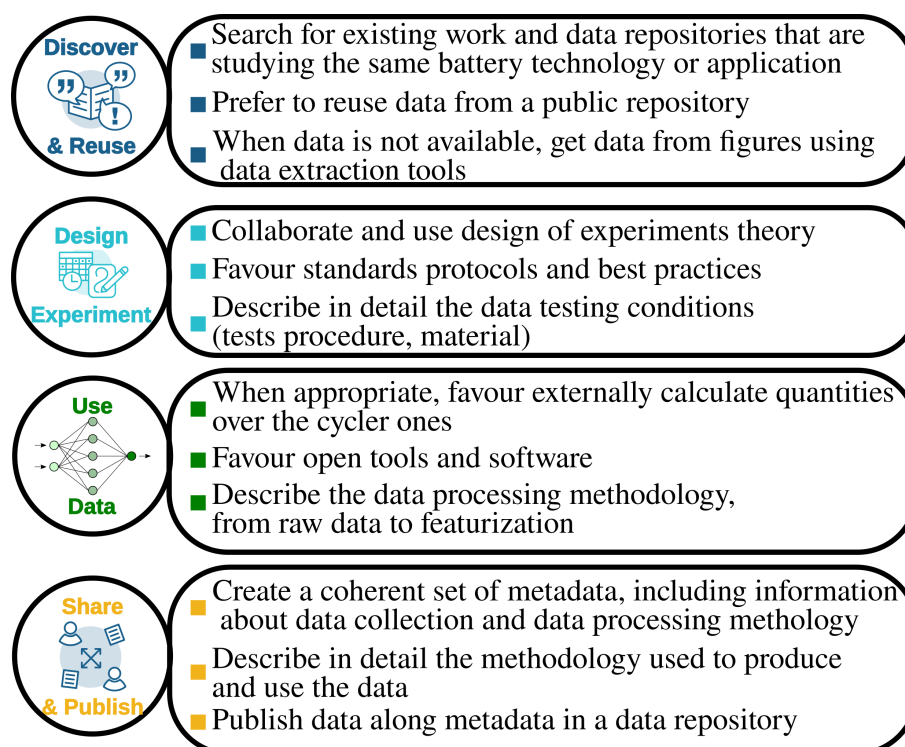 Discover
& Reuse
Search for existing work and data repositories that are
studying the same battery technology or application
Prefer to reuse data from a public repository
When data is not available, get data from figures using
data extraction tools
Design
Experiment
Collaborate and use design of experiments theory
Favour standards protocols and best practices
Describe in detail the data testing conditions
(tests procedure, material)
Use
Data
When appropriate, favour externally calculate quantities
over the cycler ones
Favour open tools and software
Describe the data processing methodology,
from raw data to featurization
Share
& Publish
Create a coherent set of metadata, including information
about data collection and data processing methology
Describe in detail the methodology used to produce
and use the data
Publish data along metadata in a data repository